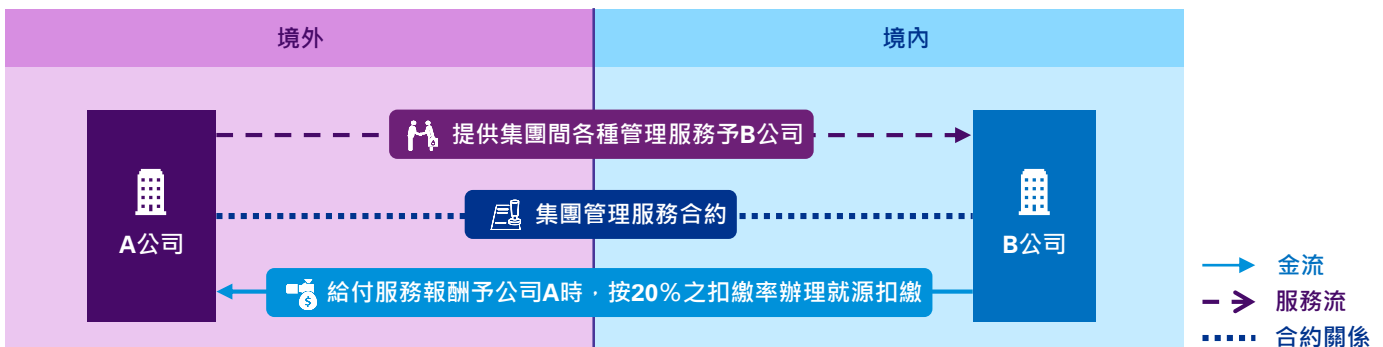 境外
境內
提供集團間各種管理服務予B公司
集團管理服務合約
A公司
B公司
給付服務報酬予公司A時，按20%之扣繳率辦理就源扣繳
金流
服務流
合約關係